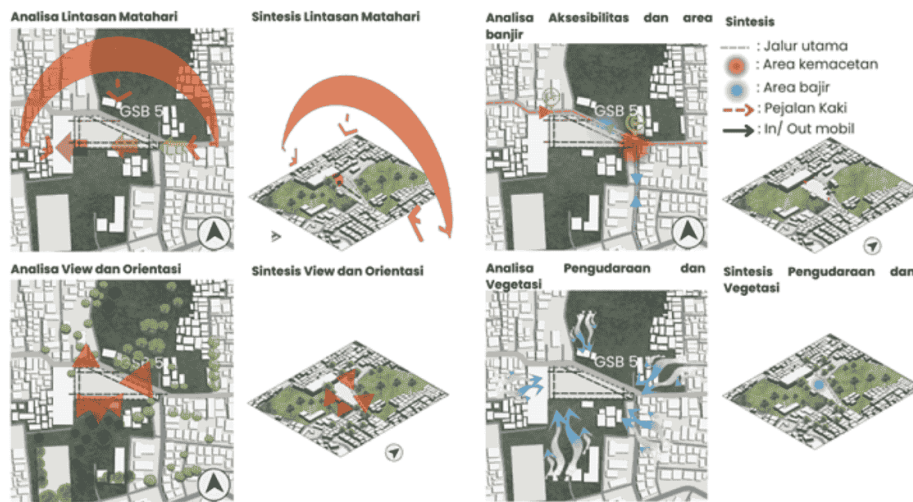 Analisa Lintasan Matahari
GSB 5
Sintesis Lintasan Matahari
Analisa Aksesibilitas dan area
banjir
GSB 5
Sintesis
: Jalur utama
: Area kemacetan
: Area bajir
: Pejalan Kaki
: In/ Out mobil
Analisa View dan Orientasi
GSB 5
Sintesis View dan Orientasi
Analisa Pengudaraan dan
Vegetasi
GSB 5
Sintesis Pengudaraan dan
Vegetasi